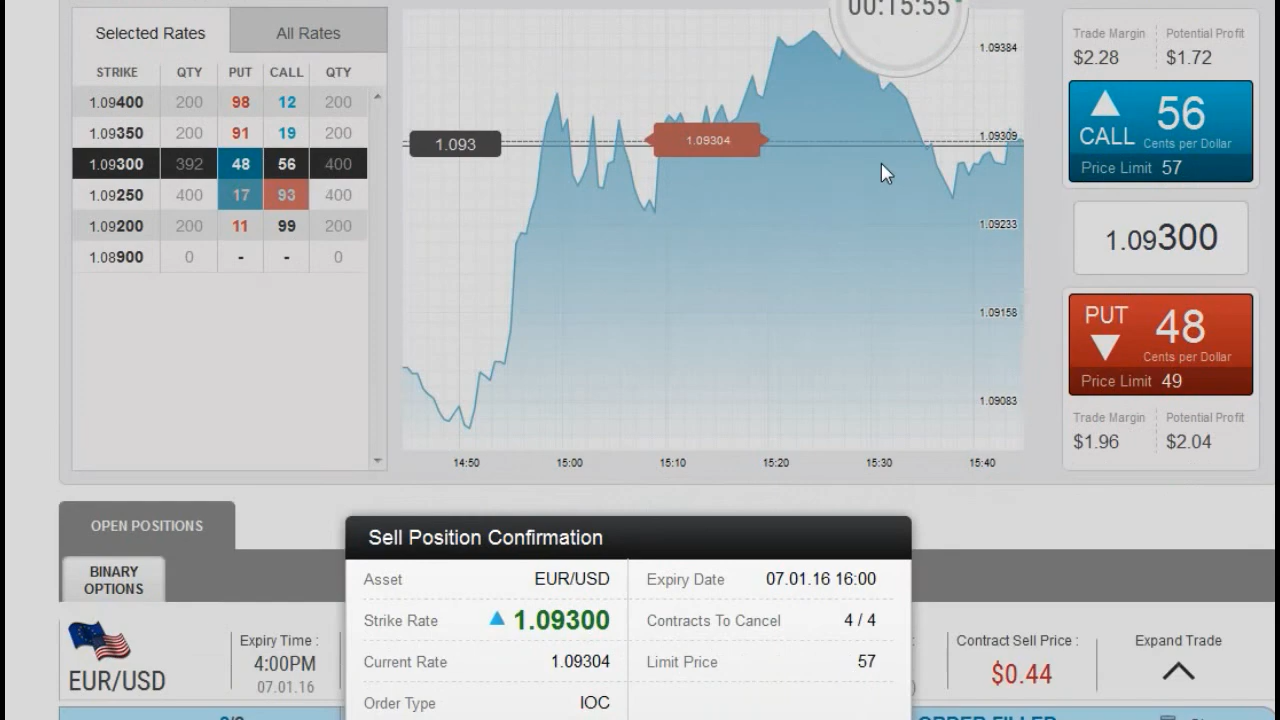 Selected Rates All Rates
STRIKE QTY PUT CALL QTY
1.09400 200 98 12 200
1.09350 200 91 19 200
1.09300 392 48 56 400
1.09250 400 17 93 400
1.09200 200 11 99 200
1.08900 0 - - 0
00:15:55
1.09384
1.09309
1.093
1.09304
1.09233
1.09158
1.09083
14:50 15:00 15:10 15:20 15:30 15:40
Trade Margin Potential Profit
$2.28 $1.72
CALL 56
Cents per Dollar
Price Limit 57
1.09300
PUT 48
Cents per Dollar
Price Limit 49
Trade Margin Potential Profit
$1.96 $2.04
OPEN POSITIONS
BINARY
OPTIONS
EUR/USD
Expiry Time :
4:00PM
07.01.16
Sell Position Confirmation
Asset EUR/USD Expiry Date 07.01.16 16:00
Strike Rate 1.09300 Contracts To Cancel 4 / 4
Current Rate 1.09304 Limit Price 57
Order Type IOC
Contract Sell Price :
$0.44
Expand Trade